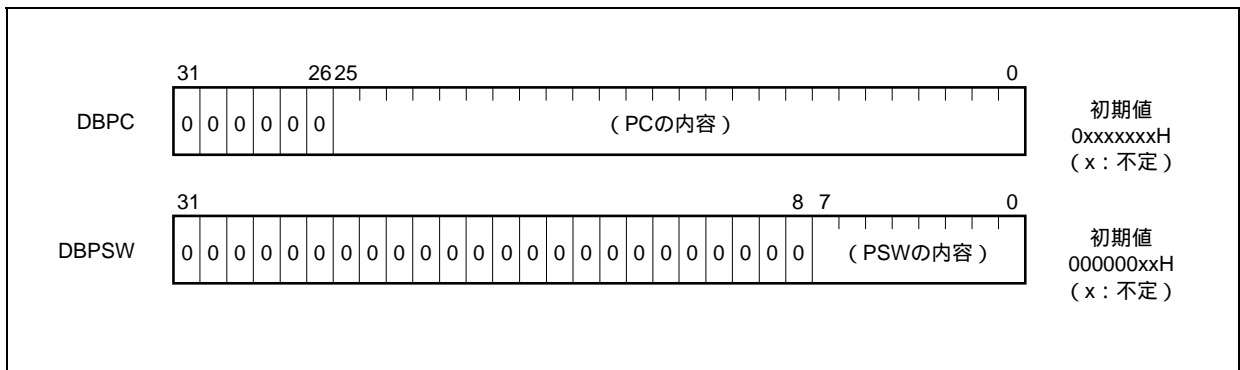 31 26 25 0
DBPC 0 0 0 0 0 0 （PCの内容） 初期値
0xxxxxxxH
（x：不定）
31 8 7 0
DBPSW 0 0 0 0 0 0 0 0 0 0 0 0 0 0 0 0 0 0 0 0 0 0 0 0 （PSWの内容） 初期値
000000xxH
（x：不定）